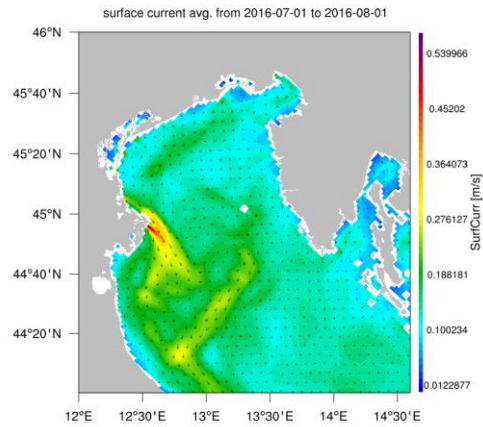 surface current avg. from 2016-07-01 to 2016-08-01
46°N
45°40'N
45°20'N
45°N
44°40'N
44°20'N
12°E
12°30'E
13°E
13°30'E
14°E
14°30'E
0.539966
0.45202
0.364073
0.276127
0.188181
0.100234
0.0122877
SurfCurr [m/s]